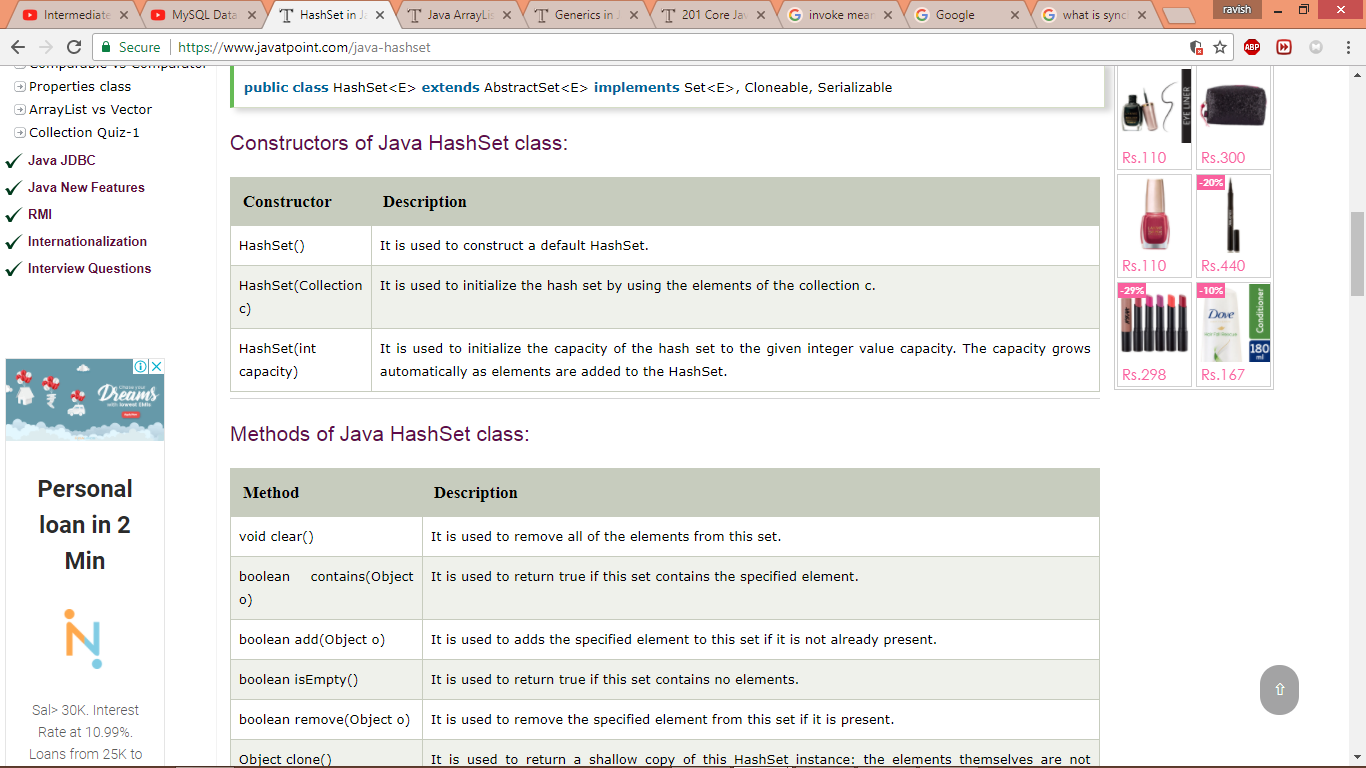 Intermediate
MySQL Data
HashSet in Ja
Java ArrayLis
Generics in J
201 Core Jav
invoke mean
Google
what is sync
ravish
Secure
https://www.javatpoint.com/java-hashset
ABP
Comparable vs Comparator
Properties class
ArrayList vs Vector
Collection Quiz-1
Java JDBC
Java New Features
RMI
Internationalization
Interview Questions
Dreams
with lowest EMIs
Personal
loan in 2
Min
Sal> 30K. Interest
Rate at 10.99%.
Loans from 25K to
public class HashSet<E> extends AbstractSet<E> implements Set<E>, Cloneable, Serializable
Constructors of Java HashSet class:
Constructor Description
HashSet() It is used to construct a default HashSet.
HashSet(Collection It is used to initialize the hash set by using the elements of the collection c.
c)
HashSet(int It is used to initialize the capacity of the hash set to the given integer value capacity. The capacity grows
capacity) automatically as elements are added to the HashSet.
Methods of Java HashSet class:
Method Description
void clear() It is used to remove all of the elements from this set.
boolean contains(Object It is used to return true if this set contains the specified element.
o)
boolean add(Object o) It is used to adds the specified element to this set if it is not already present.
boolean isEmpty() It is used to return true if this set contains no elements.
boolean remove(Object o) It is used to remove the specified element from this set if it is present.
Object clone() It is used to return a shallow copy of this HashSet instance: the elements themselves are not
EYE LINER
Rs.110 Rs.300
-20%
Rs.110 Rs.440
-29% -10%
Dove
Conditioner
180
ml
Rs.298 Rs.167